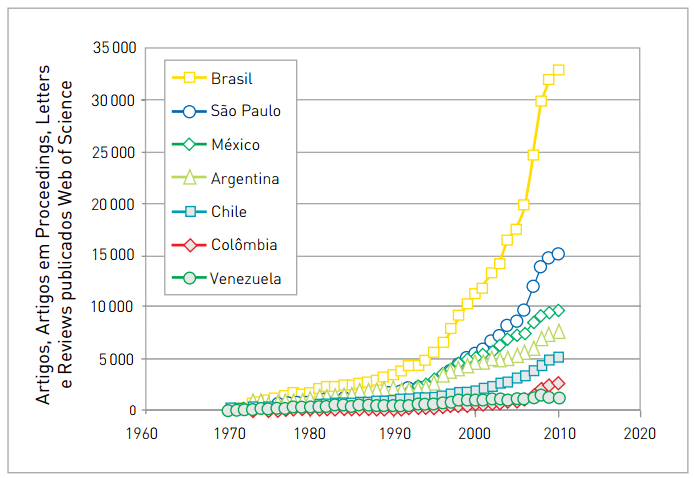 Artigos, Artigos em Proceedings, Letters
e Reviews publicados Web of Science
35 000
30 000
25 000
20 000
15 000
10 000
5 000
0
1960
1970
1980
1990
2000
2010
2020
Brasil
São Paulo
México
Argentina
Chile
Colômbia
Venezuela